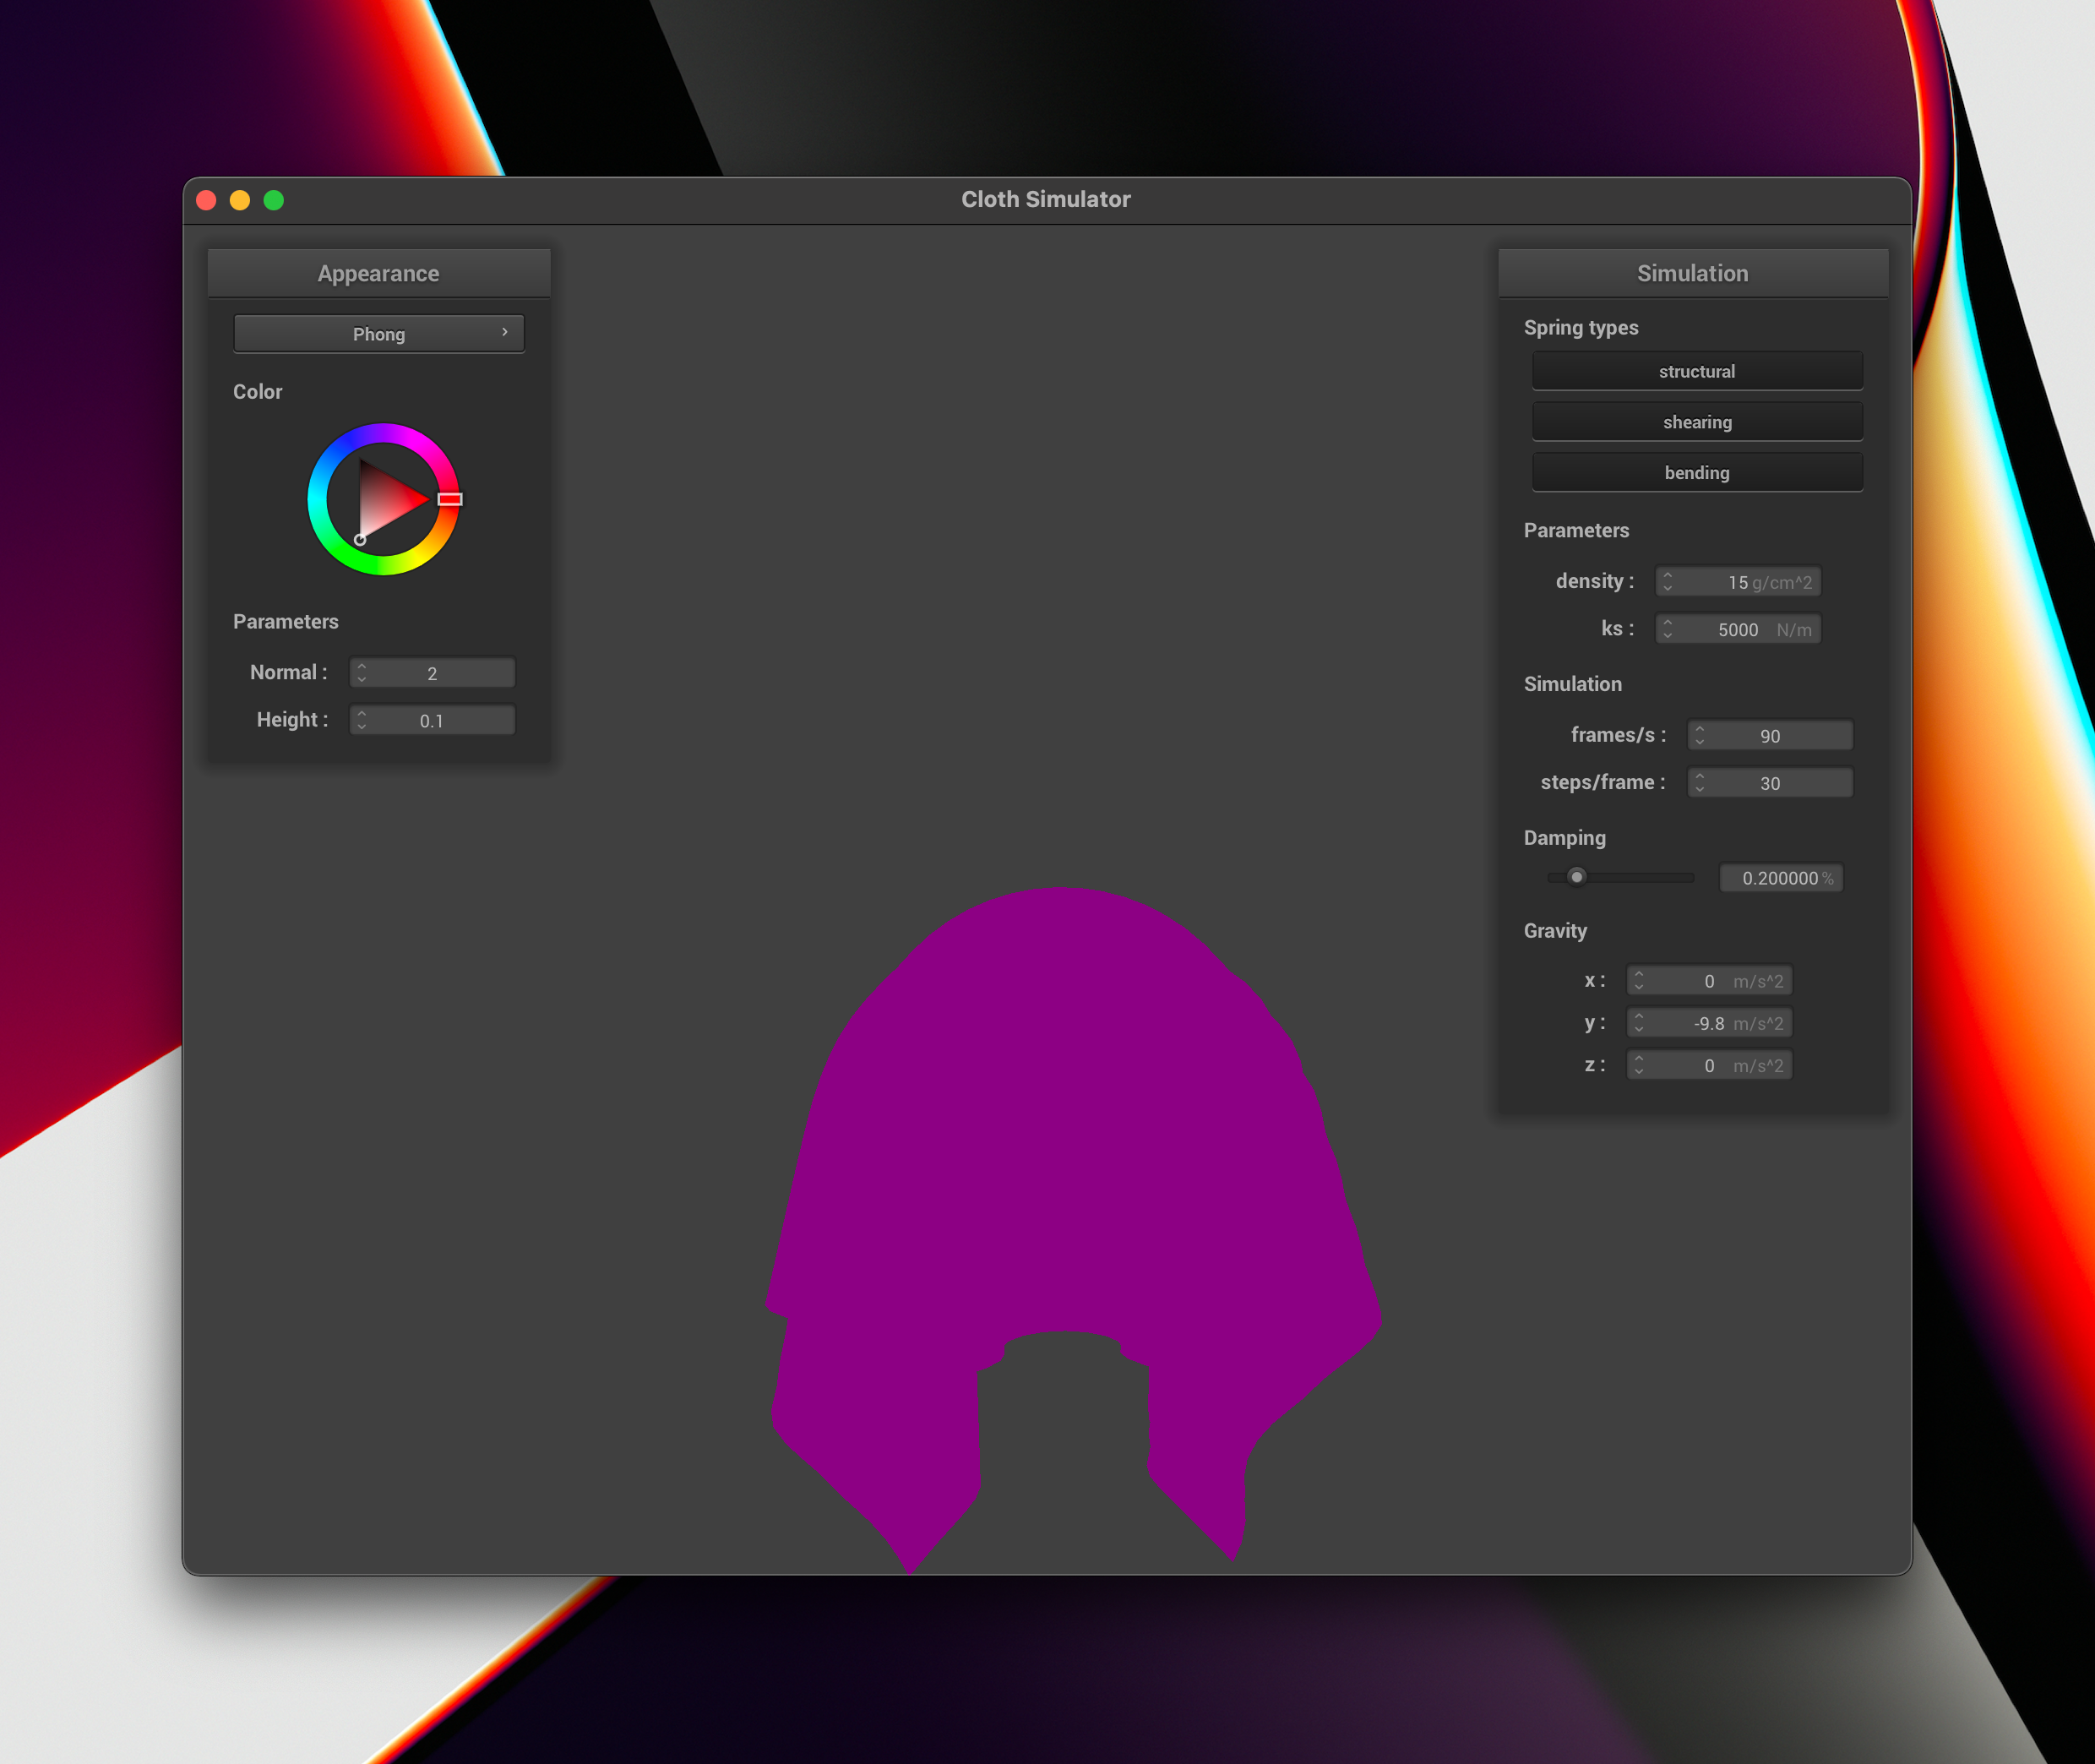 Cloth Simulator
Appearance
Phong
Color
Parameters
Normal : 2
Height : 0.1
Simulation
Spring types
structural
shearing
bending
Parameters
density : 15 g/cm^2
ks : 5000 N/m
Simulation
frames/s : 90
steps/frame : 30
Damping
0.200000 %
Gravity
x : 0 m/s^2
y : -9.8 m/s^2
z : 0 m/s^2